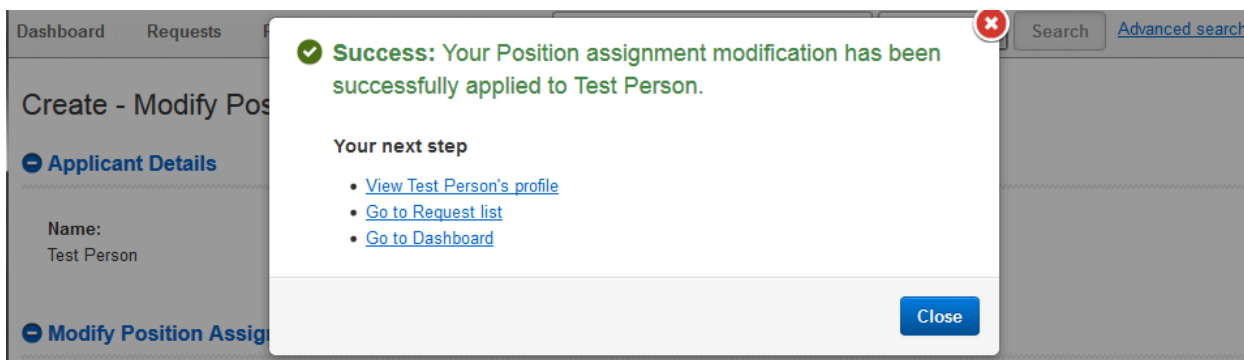 Dashboard Requests Search Advanced search
Success: Your Position assignment modification has been
successfully applied to Test Person.
Create - Modify
Your next step
Applicant Details
• View Test Person's profile
• Go to Request list
• Go to Dashboard
Name:
Test Person
Close
Modify Position